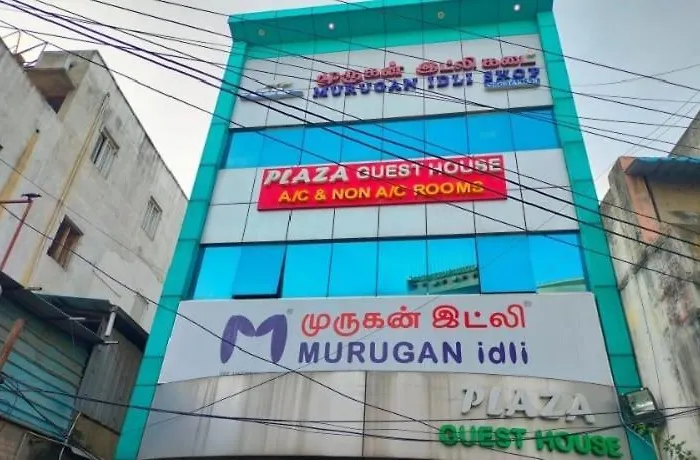 முருகன் இட்லி கடை
MURUGAN IDLI SHOP
PLAZA GUEST HOUSE
A/C & NON A/C ROOMS
முருகன் இட்லி
MURUGAN idli
PLAZA
GUEST HOUSE